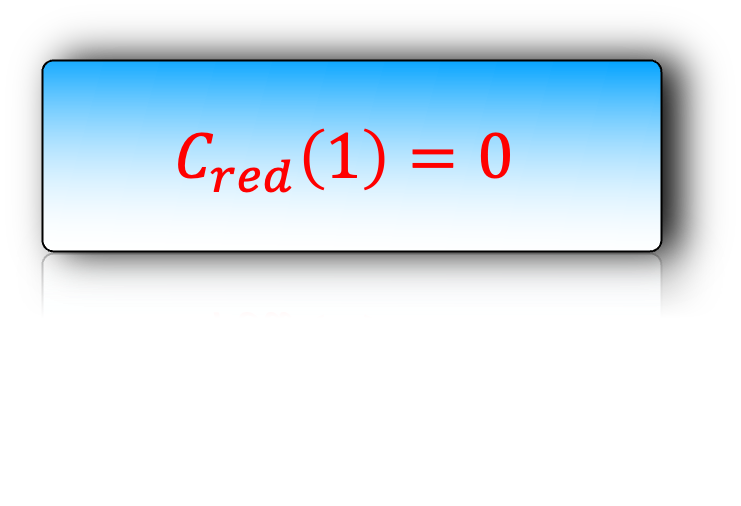 C_red(1) = 0